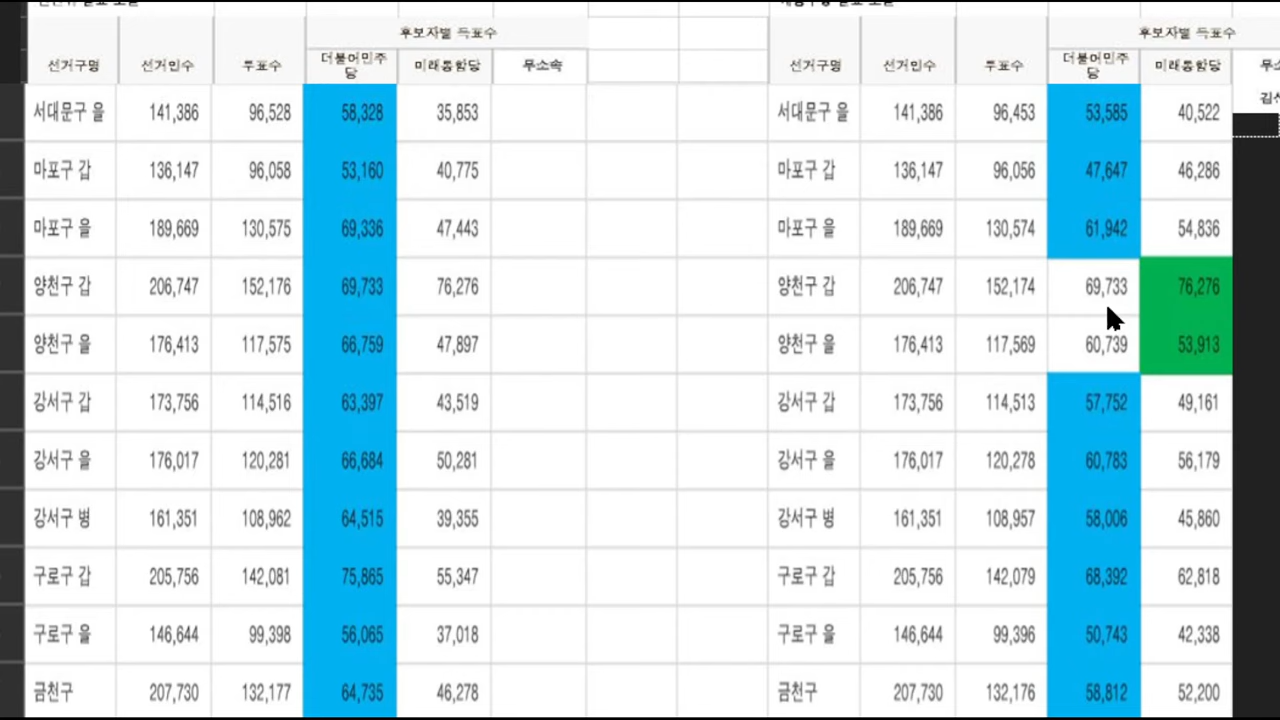 후보자별 득표수 후보자별 득표수
선거구명 선거인수 투표수 더불어민주당 미래통합당 무소속 선거구명 선거인수 투표수 더불어민주당 미래통합당
서대문구 을 141,386 96,528 58,328 35,853 서대문구 을 141,386 96,453 53,585 40,522
마포구 갑 136,147 96,058 53,160 40,775 마포구 갑 136,147 96,056 47,647 46,286
마포구 을 189,669 130,575 69,336 47,443 마포구 을 189,669 130,574 61,942 54,836
양천구 갑 206,747 152,176 69,733 76,276 양천구 갑 206,747 152,174 69,733 76,276
양천구 을 176,413 117,575 66,759 47,897 양천구 을 176,413 117,569 60,739 53,913
강서구 갑 173,756 114,516 63,397 43,519 강서구 갑 173,756 114,513 57,752 49,161
강서구 을 176,017 120,281 66,684 50,281 강서구 을 176,017 120,278 60,783 56,179
강서구 병 161,351 108,962 64,515 39,355 강서구 병 161,351 108,957 58,006 45,860
구로구 갑 205,756 142,081 75,865 55,347 구로구 갑 205,756 142,079 68,392 62,818
구로구 을 146,644 99,398 56,065 37,018 구로구 을 146,644 99,396 50,743 42,338
금천구 207,730 132,177 64,735 46,278 금천구 207,730 132,176 58,812 52,200